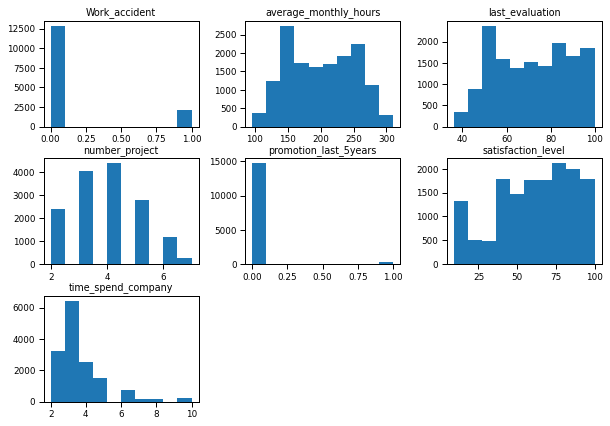 Work_accident
average_monthly_hours
last_evaluation
12500
10000
7500
5000
2500
0
0.00 0.25 0.50 0.75 1.00
2500
2000
1500
1000
500
0
100 150 200 250 300
2000
1500
1000
500
0
40 60 80 100
number_project
promotion_last_5years
satisfaction_level
4000
3000
2000
1000
0
2 4 6
15000
10000
5000
0
0.00 0.25 0.50 0.75 1.00
2000
1500
1000
500
0
25 50 75 100
time_spend_company
6000
4000
2000
0
2 4 6 8 10